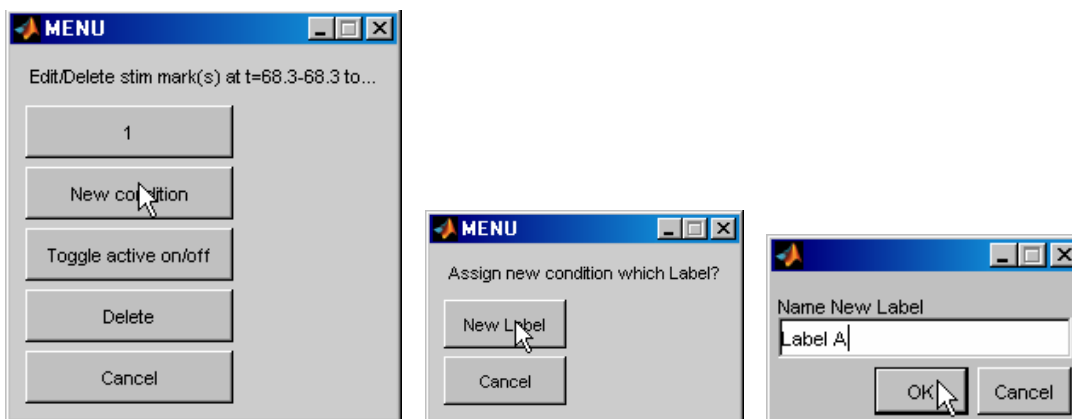 MENU
Edit/Delete stim mark(s) at t=68.3-68.3 to...
1
New condition
Toggle active on/off
Delete
Cancel
MENU
Assign new condition which Label?
New Label
Cancel
Name New Label
Label A
OK
Cancel